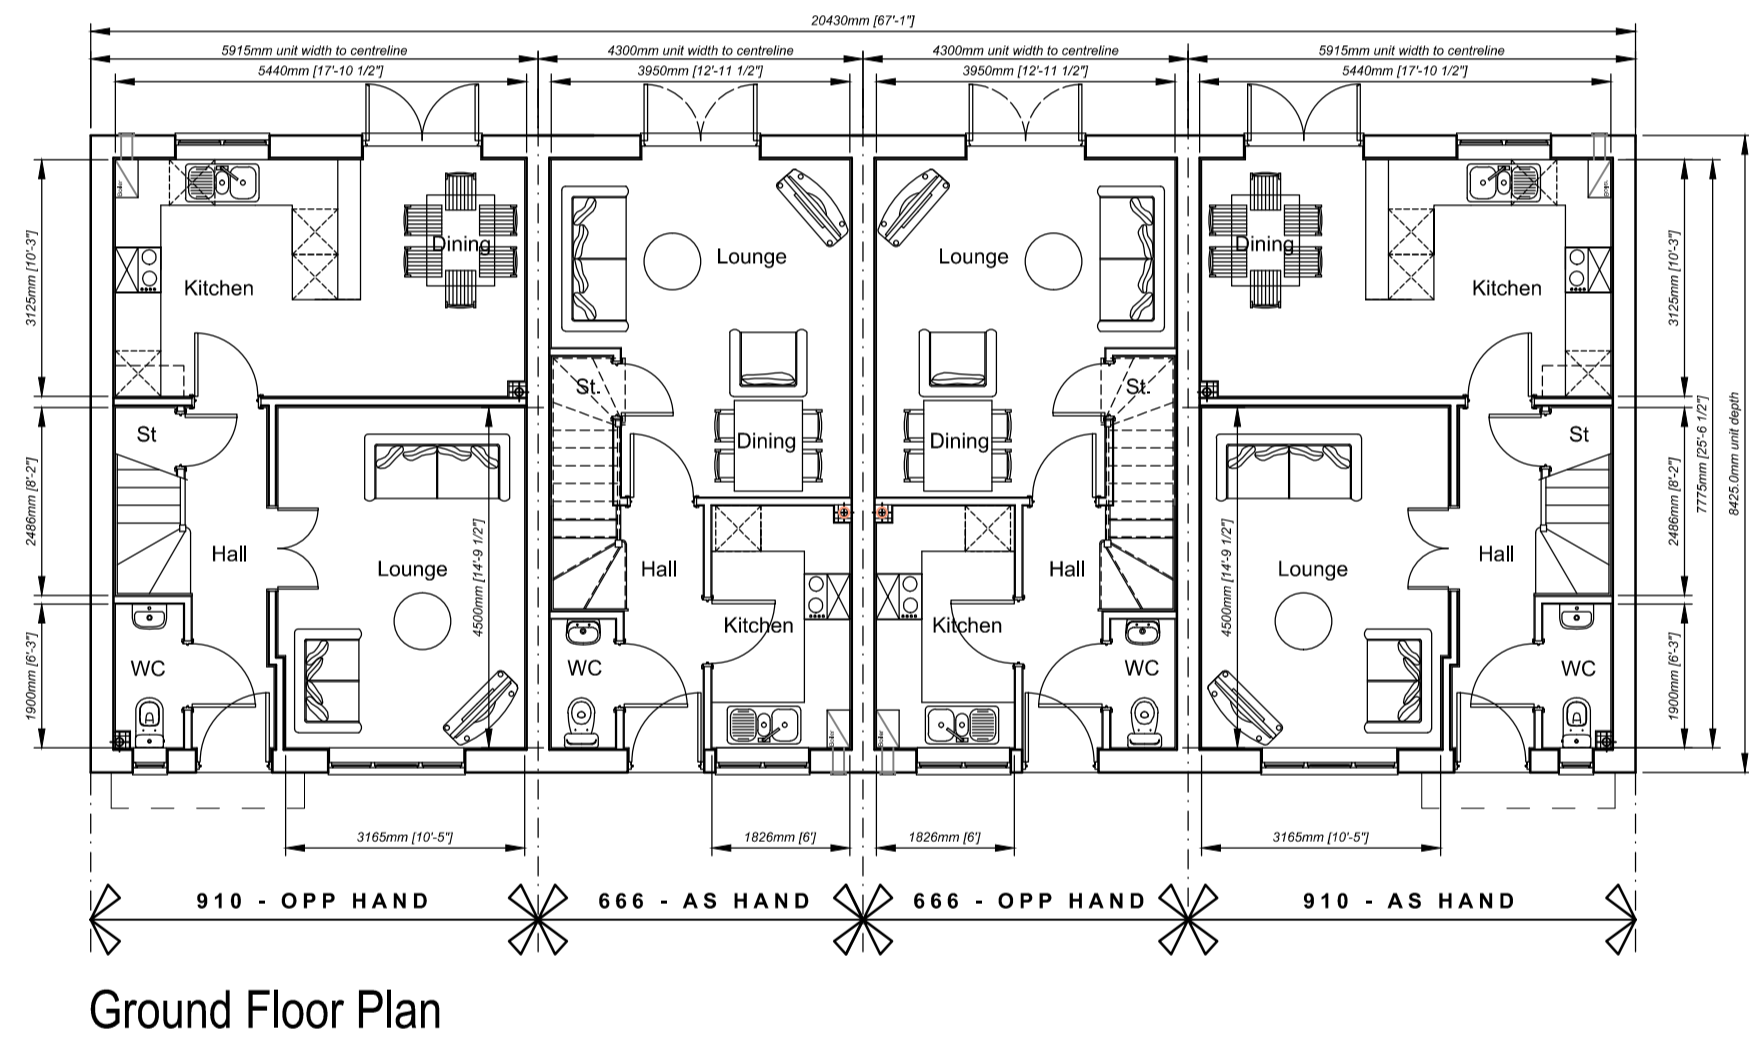 20430mm [67'-1"]
5915mm unit width to centreline
4300mm unit width to centreline
4300mm unit width to centreline
5915mm unit width to centreline
5440mm [17'-10 1/2"]
3950mm [12'-11 1/2"]
3950mm [12'-11 1/2"]
5440mm [17'-10 1/2"]
3125mm [10'-3"]
2486mm [8'-2"]
1900mm [6'-3"]
Boiler
Kitchen
Dining
St
Hall
Lounge
4500mm [14'-9 1/2"]
WC
Lounge
St.
Dining
Hall
Kitchen
WC
Boiler
Lounge
St.
Dining
Hall
Kitchen
WC
Boiler
Dining
Kitchen
Boiler
St
Hall
Lounge
4500mm [14'-9 1/2"]
WC
3125mm [10'-3"]
2486mm [8'-2"]
1900mm [6'-3"]
7775mm [25'-6 1/2"]
8425.0mm unit depth
3165mm [10'-5"]
1826mm [6']
1826mm [6']
3165mm [10'-5"]
910 - OPP HAND
666 - AS HAND
666 - OPP HAND
910 - AS HAND
Ground Floor Plan